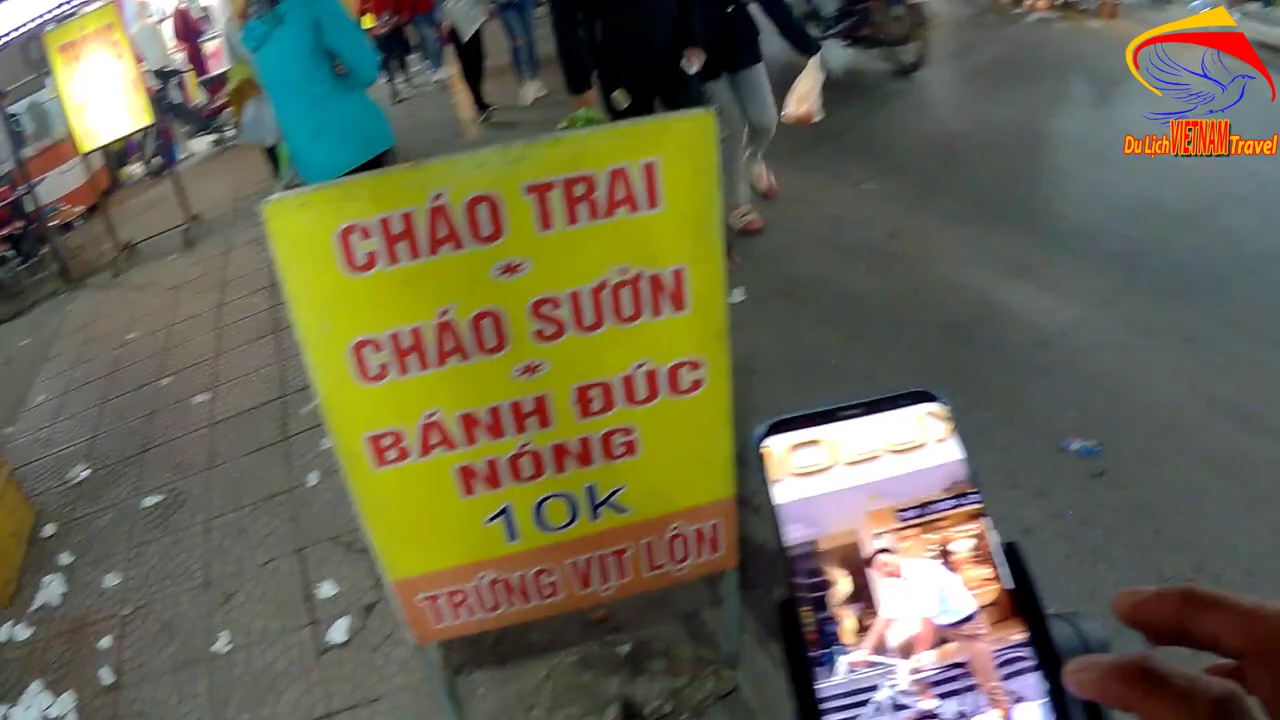 CHÁO TRAI
*
CHÁO SƯỜN
*
BÁNH ĐÚC
NÓNG
10K
TRỨNG VỊT LỘN
Du Lịch VIETNAM Travel